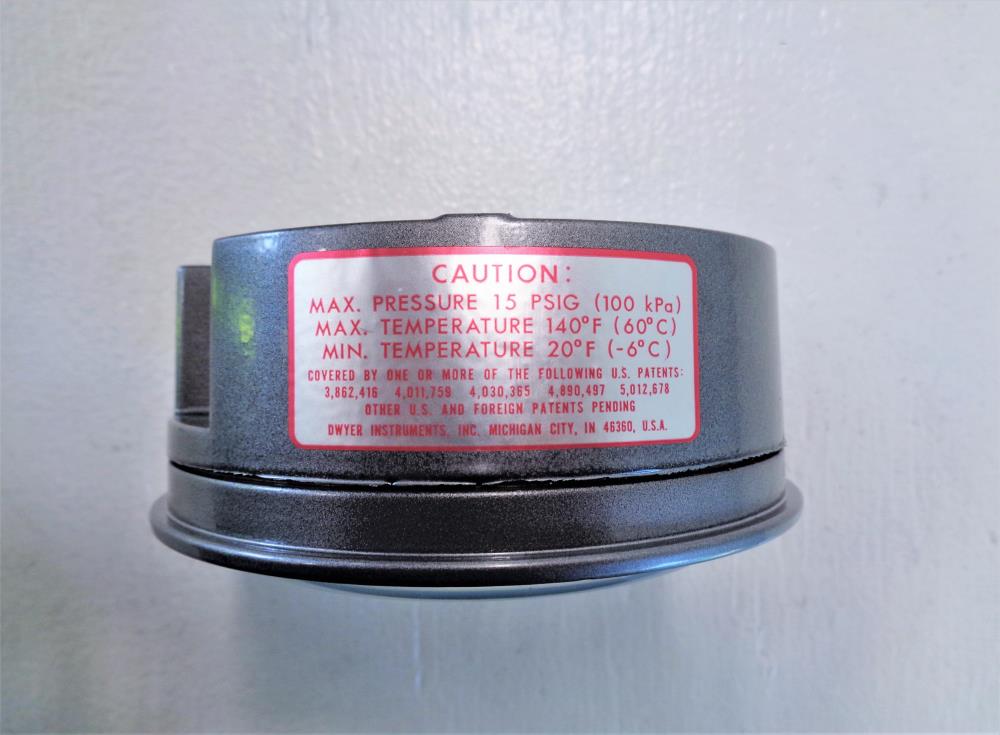 CAUTION:
MAX. PRESSURE 15 PSIG (100 kPa)
MAX. TEMPERATURE 140°F (60°C)
MIN. TEMPERATURE 20°F (-6°C)
COVERED BY ONE OR MORE OF THE FOLLOWING U.S. PATENTS:
3,862,416 4,011,759 4,030,365 4,890,497 5,012,678
OTHER U.S. AND FOREIGN PATENTS PENDING
DWYER INSTRUMENTS, INC. MICHIGAN CITY, IN 46360, U.S.A.